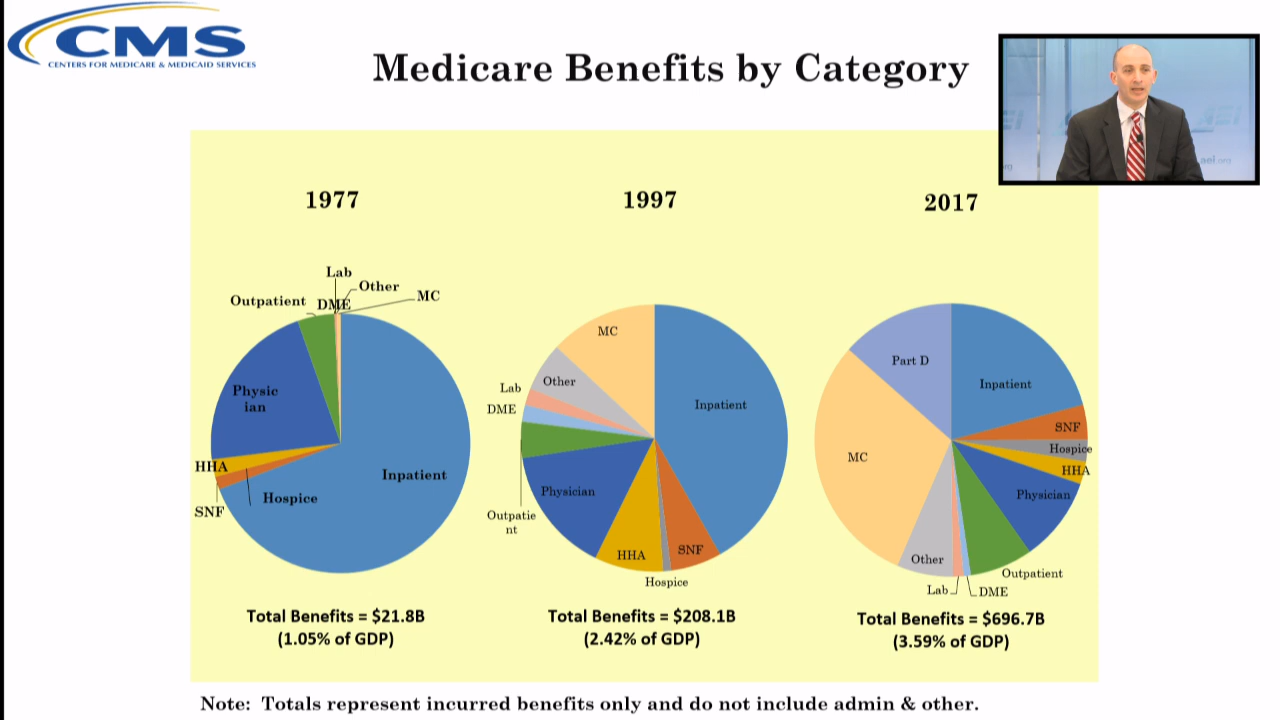 CMS
CENTERS FOR MEDICARE & MEDICAID SERVICES
Medicare Benefits by Category
AEI
aei.org
1977
1997
2017
Lab
Other
MC
Outpatient
DME
Physic
ian
HHA
SNF
Hospice
Inpatient
MC
Other
Lab
DME
Inpatient
Physician
Outpatie
nt
HHA
SNF
Hospice
Part D
Inpatient
SNF
Hospice
HHA
MC
Physician
Other
Outpatient
Lab
DME
Total Benefits = $21.8B
(1.05% of GDP)
Total Benefits = $208.1B
(2.42% of GDP)
Total Benefits = $696.7B
(3.59% of GDP)
Note: Totals represent incurred benefits only and do not include admin & other.